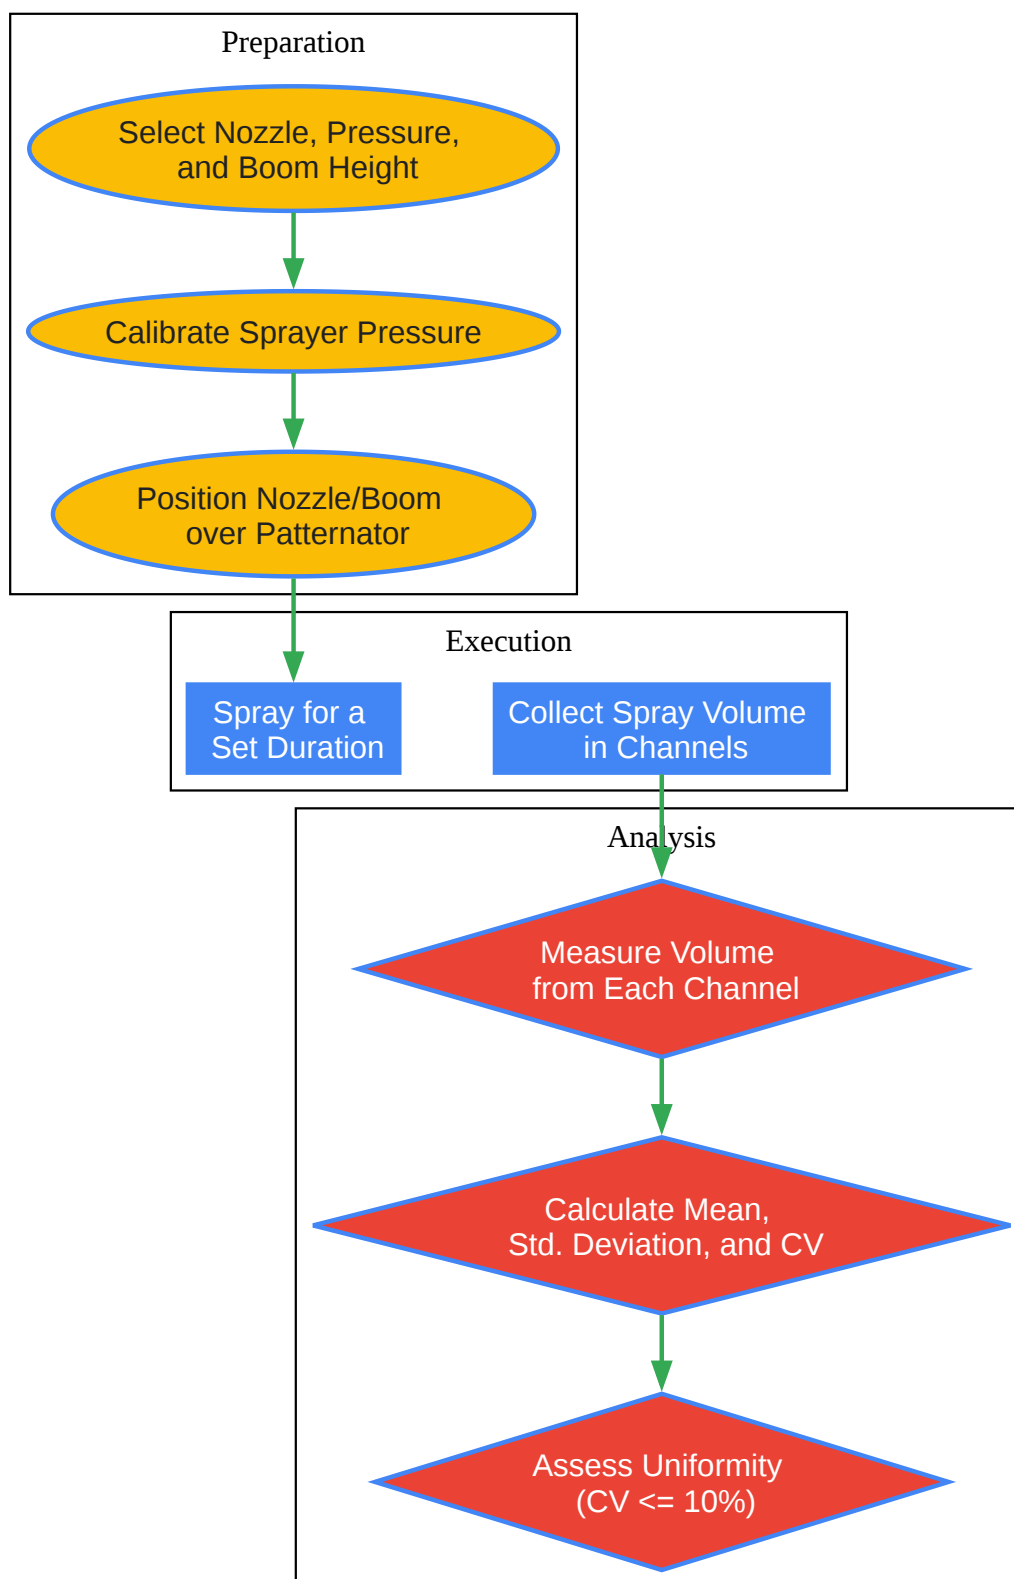 Preparation
Select Nozzle, Pressure,
and Boom Height
Calibrate Sprayer Pressure
Position Nozzle/Boom
over Patternator
Execution
Spray for a
Set Duration
Collect Spray Volume
in Channels
Analysis
Measure Volume
from Each Channel
Calculate Mean,
Std. Deviation, and CV
Assess Uniformity
(CV <= 10%)